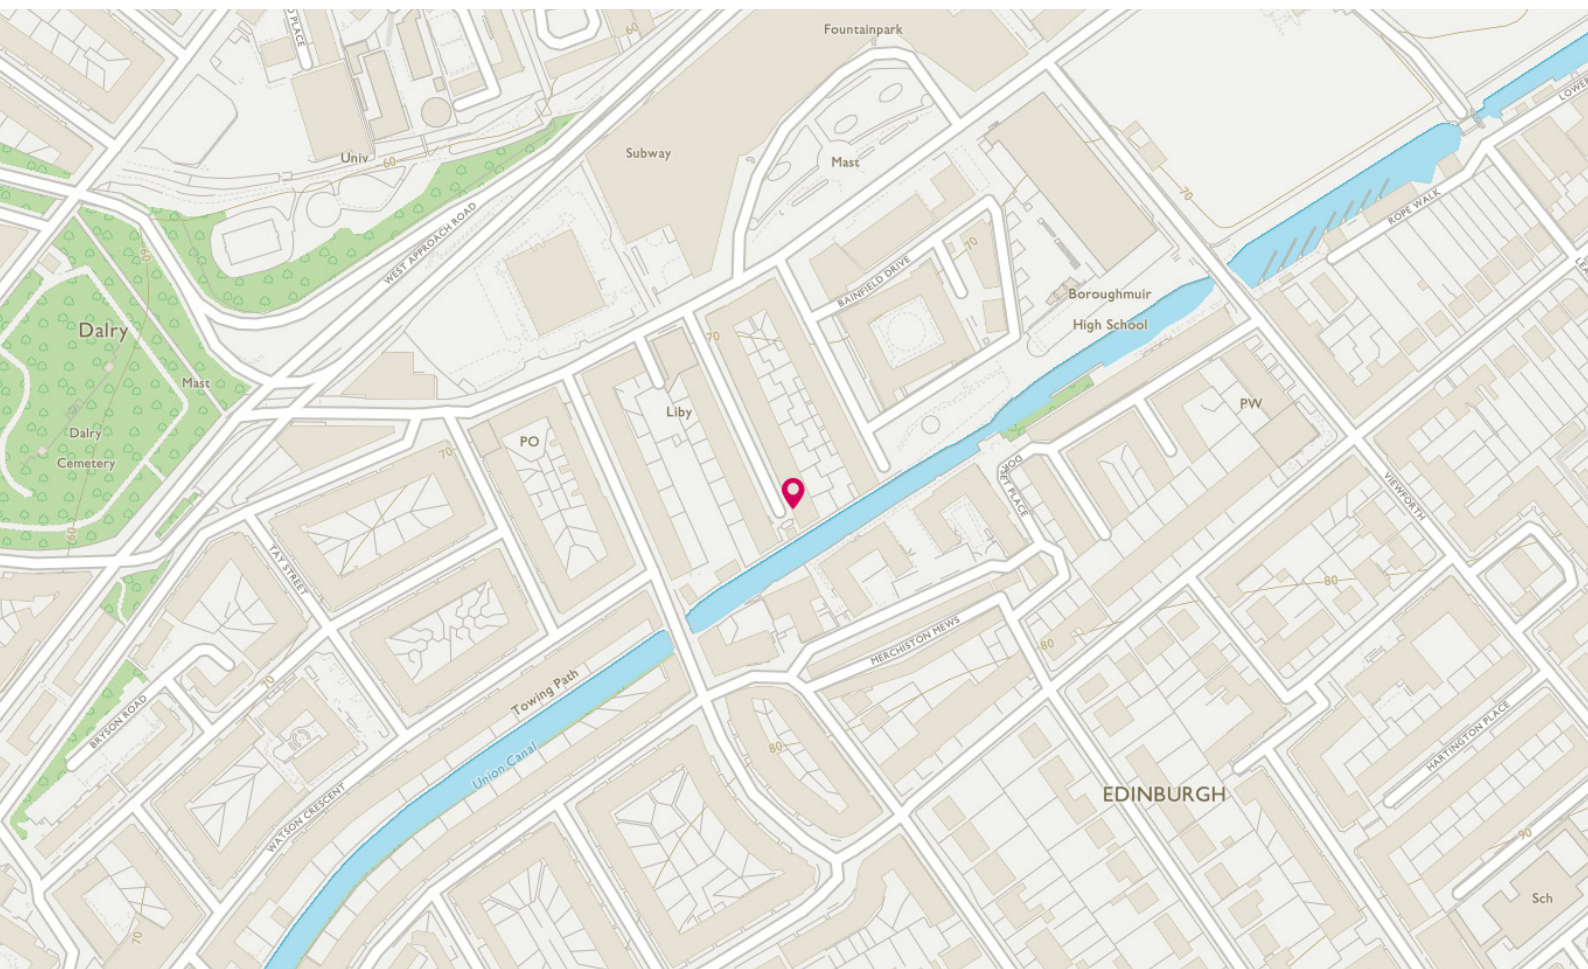 Fountainpark
60
Univ
60
Subway
Mast
70
LOWER
ROPE WALK
WEST APPROACH ROAD
60
70
BAINFIELD DRIVE
Boroughmuir
High School
Dalry
70
Mast
Liby
PW
PO
Dalry
Cemetery
70
60
DORSET PLACE
VIEWFORTH
TAY STREET
80
MERCHISTON MEWS
80
70
Towing Path
BRYSON ROAD
HARTINGTON PLACE
80
Union Canal
EDINBURGH
WATSON CRESCENT
90
Sch
70